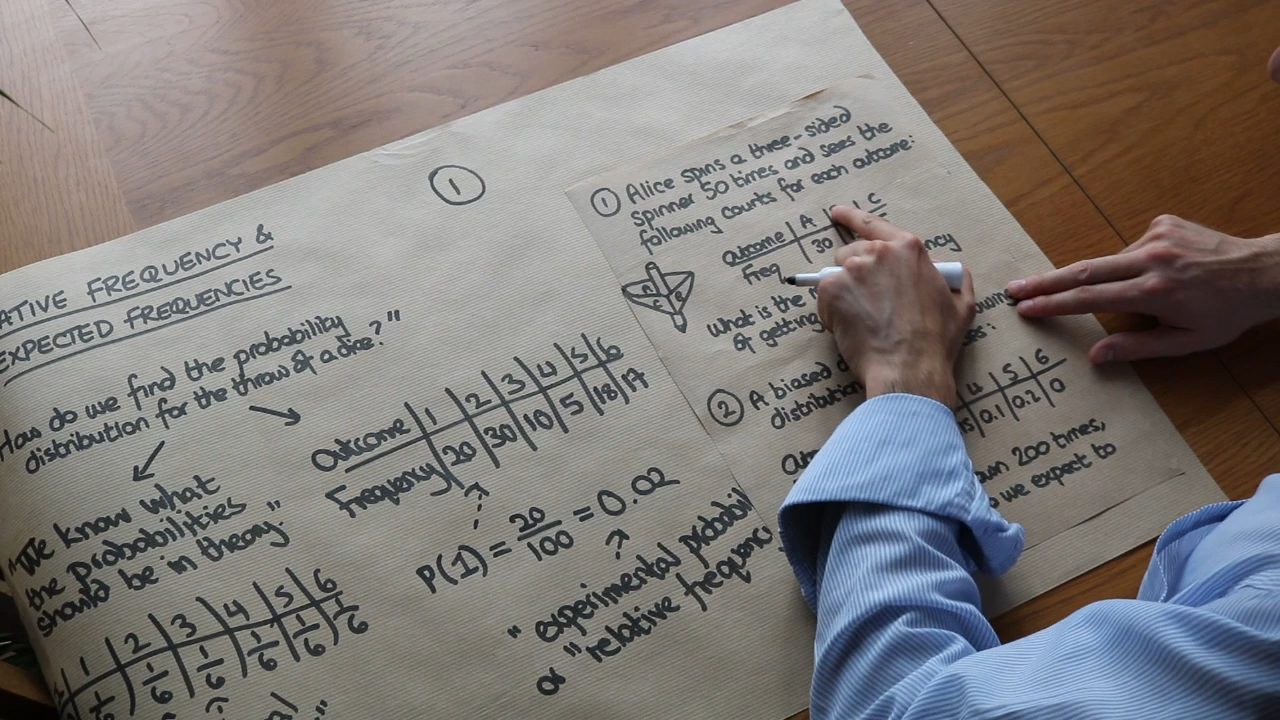 ATIVE FREQUENCY &
EXPECTED FREQUENCIES
How do we find the probability
distribution for the throw of a dice?"
"We know what
the probabilities
should be in theory."
1 | 2 | 3 | 4 | 5 | 6
1/6 | 1/6 | 1/6 | 1/6 | 1/6 | 1/6
?
1
Outcome | 1 | 2 | 3 | 4 | 5 | 6
Frequency | 20 | 30 | 10 | 5 | 18 | 17
P(1) = 20/100 = 0.02
"experimental probabil
or "relative frequenc
1 Alice spins a three-sided
spinner 50 times and sees the
following counts for each outcome:
Outcome | A | C
Freq | 30
ncy
What is the
of getting
2 A biased
distribution
4 | 5 | 6
15 | 0.1 | 0.2 | 0
own 200 times,
we expect to